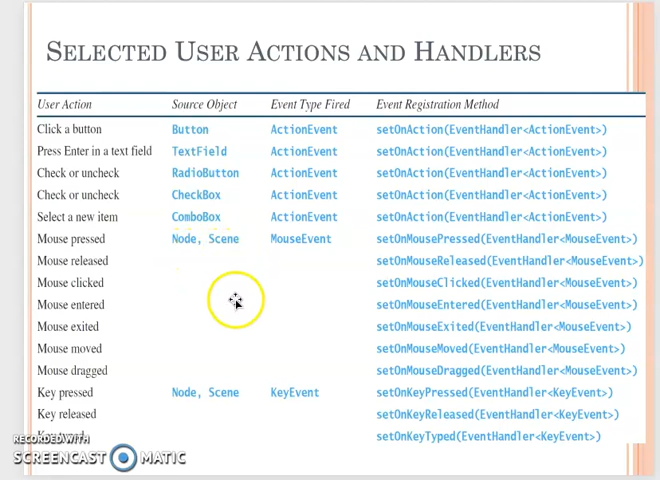 SELECTED USER ACTIONS AND HANDLERS
User Action Source Object Event Type Fired Event Registration Method
Click a button Button ActionEvent setOnAction(EventHandler<ActionEvent>)
Press Enter in a text field TextField ActionEvent setOnAction(EventHandler<ActionEvent>)
Check or uncheck RadioButton ActionEvent setOnAction(EventHandler<ActionEvent>)
Check or uncheck CheckBox ActionEvent setOnAction(EventHandler<ActionEvent>)
Select a new item ComboBox ActionEvent setOnAction(EventHandler<ActionEvent>)
Mouse pressed Node, Scene MouseEvent setOnMousePressed(EventHandler<MouseEvent>)
Mouse released setOnMouseReleased(EventHandler<MouseEvent>)
Mouse clicked setOnMouseClicked(EventHandler<MouseEvent>)
Mouse entered setOnMouseEntered(EventHandler<MouseEvent>)
Mouse exited setOnMouseExited(EventHandler<MouseEvent>)
Mouse moved setOnMouseMoved(EventHandler<MouseEvent>)
Mouse dragged setOnMouseDragged(EventHandler<MouseEvent>)
Key pressed Node, Scene KeyEvent setOnKeyPressed(EventHandler<KeyEvent>)
Key released setOnKeyReleased(EventHandler<KeyEvent>)
setOnKeyTyped(EventHandler<KeyEvent>)
RECORDED WITH
SCREENCAST MATIC